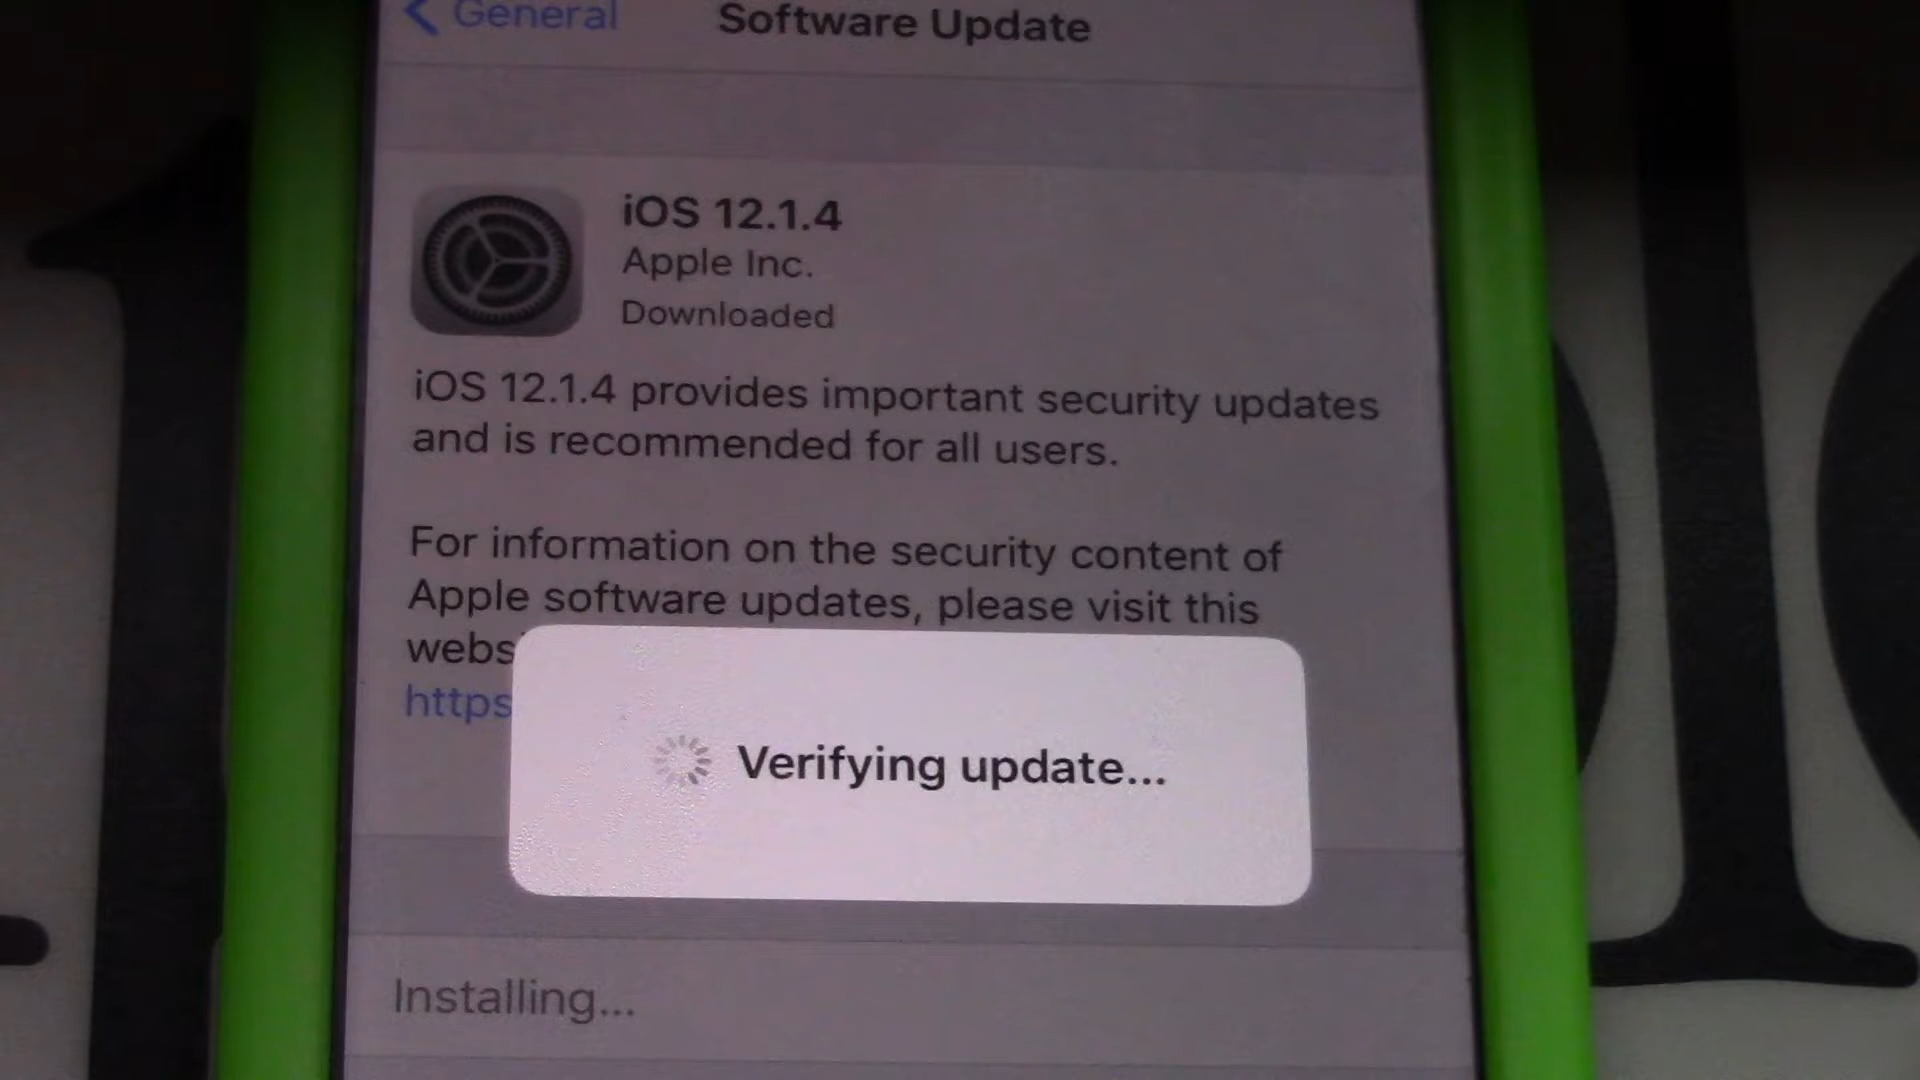 General
Software Update
iOS 12.1.4
Apple Inc.
Downloaded
iOS 12.1.4 provides important security updates
and is recommended for all users.
For information on the security content of
Apple software updates, please visit this
webs
https
Verifying update...
Installing...